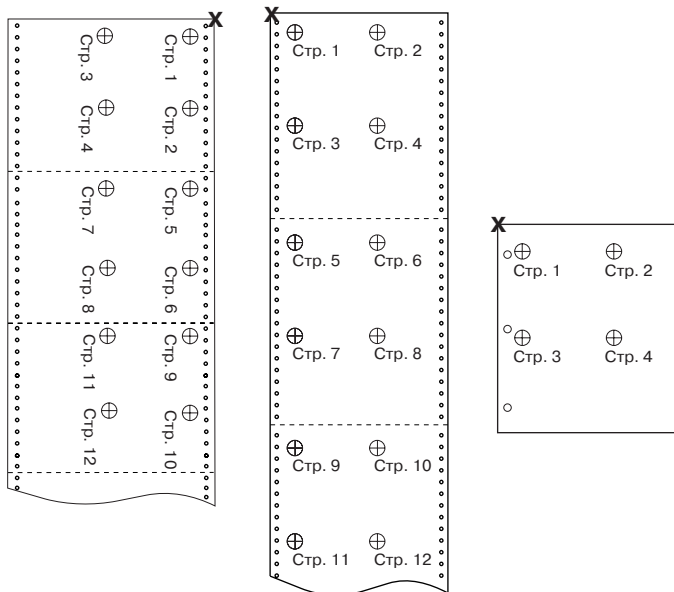 X
Стр. 1
Стр. 2
Стр. 3
Стр. 4
Стр. 5
Стр. 6
Стр. 7
Стр. 8
Стр. 9
Стр. 10
Стр. 11
Стр. 12
X
Стр. 1 Стр. 2
Стр. 3 Стр. 4
Стр. 5 Стр. 6
Стр. 7 Стр. 8
Стр. 9 Стр. 10
Стр. 11 Стр. 12
X
Стр. 1 Стр. 2
Стр. 3 Стр. 4